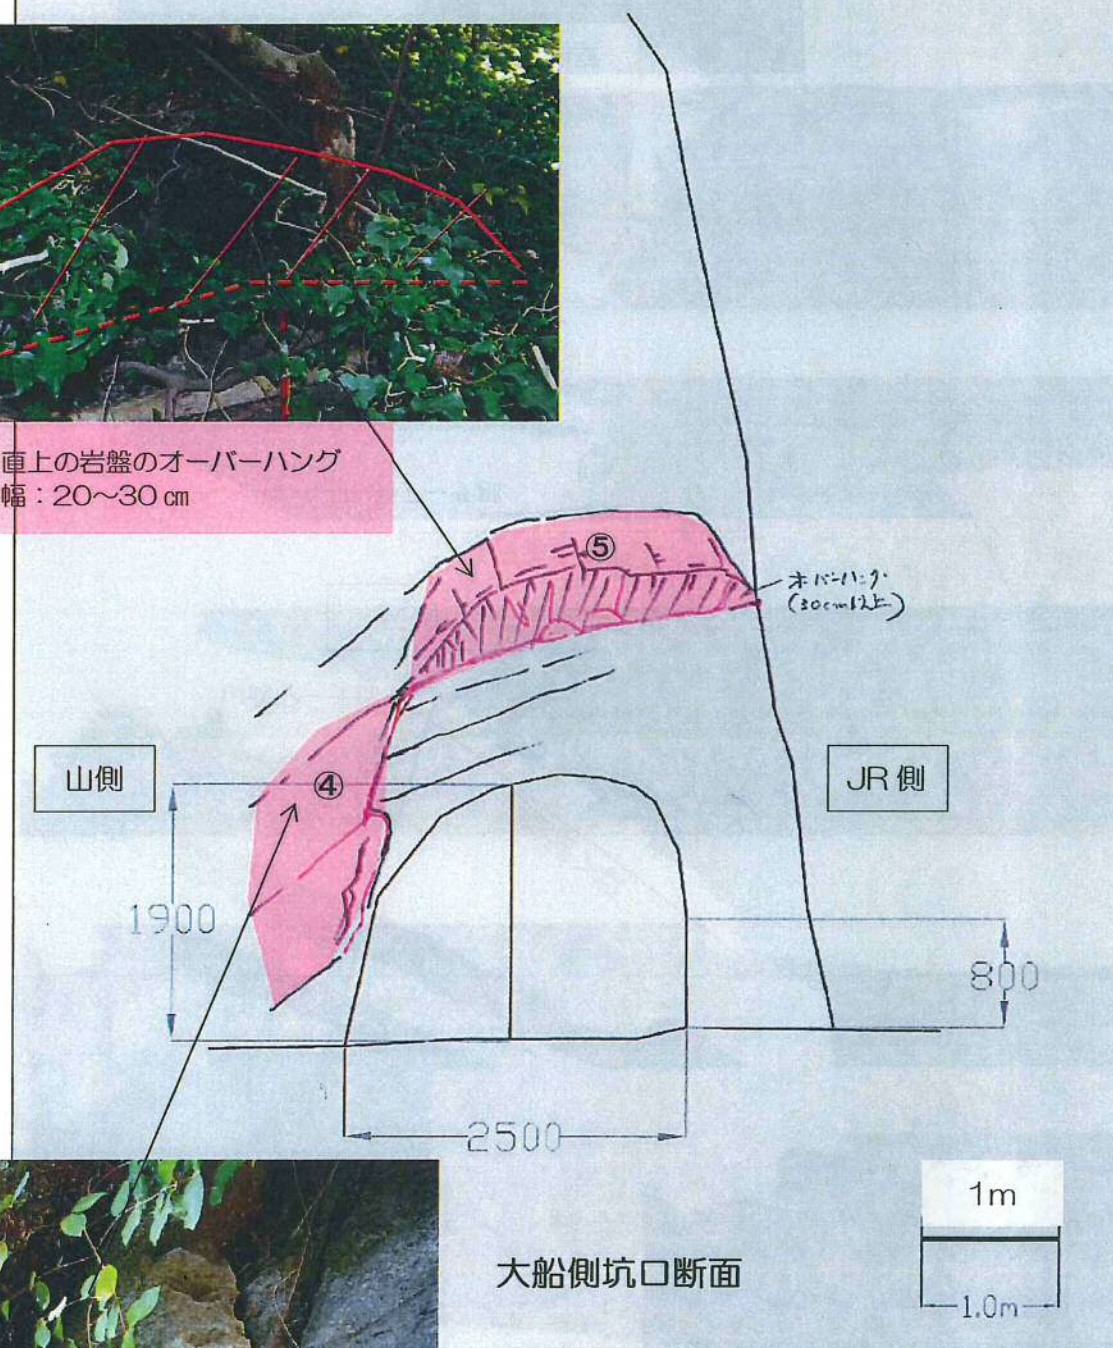 直上の岩盤のオーバーハング
幅：20～30㎝
⑤
オーバーハング
(30cm以上)
山側
④
JR側
1900
800
2500
1m
大船側坑口断面
1.0m